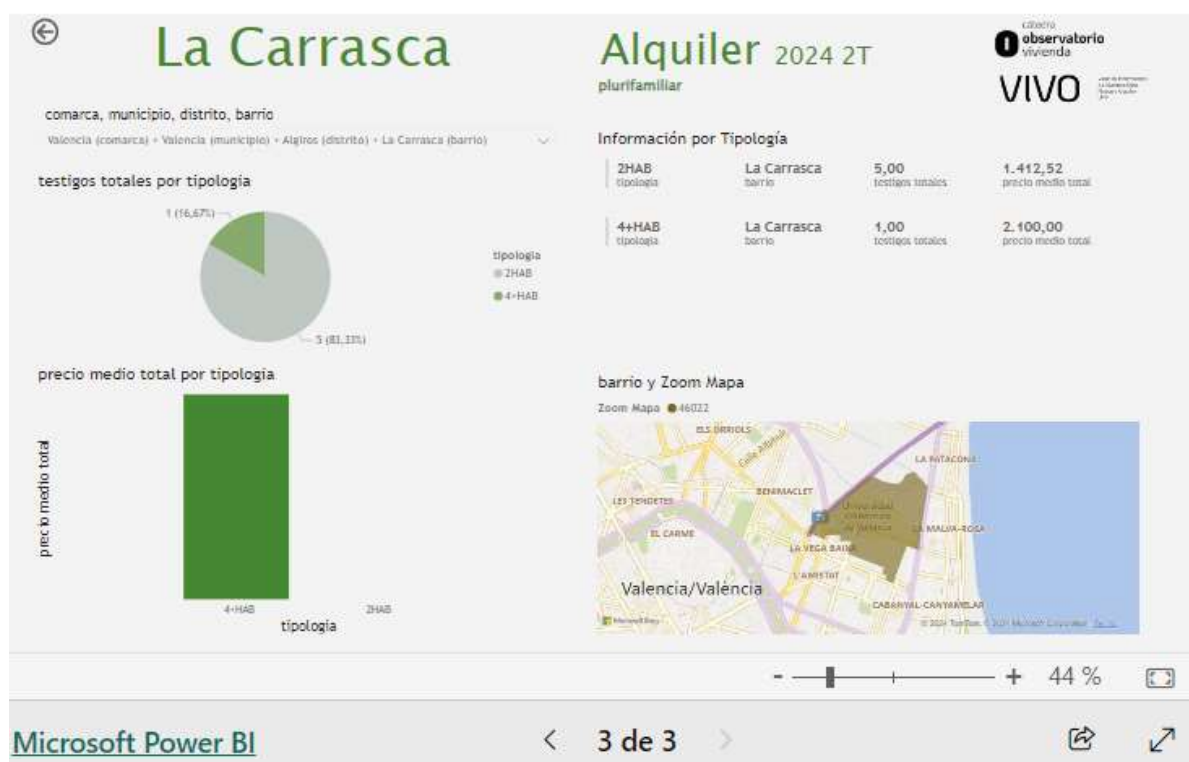 La Carrasca
Alquiler 2024 2T
plurifamiliar
cátedra
observatorio
vivienda
VIVO
comarca, municipio, distrito, barrio
Valencia (comarca) + Valencia (municipio) + Algiros (distrito) + La Carrasca (barrio)
testigos totales por tipología
1 (16,67%)
5 (83,33%)
tipología
2HAB
4+HAB
Información por Tipología
2HAB La Carrasca 5,00 1.412,52
tipología barrio testigos totales precio medio total
4+HAB La Carrasca 1,00 2.100,00
tipología barrio testigos totales precio medio total
precio medio total por tipología
precio medio total
4+HAB 2HAB
tipología
barrio y Zoom Mapa
Zoom Mapa 46022
ELS ORRIOLS
LA PATACONA
BENIMACLET
LES TENDETES
EL CARME
LA MALVA-ROSA
LA VEGA BAIXA
L'AMISTAT
Valencia/València
CABANYAL-CANYAMELAR
- + 44 %
Microsoft Power BI
3 de 3